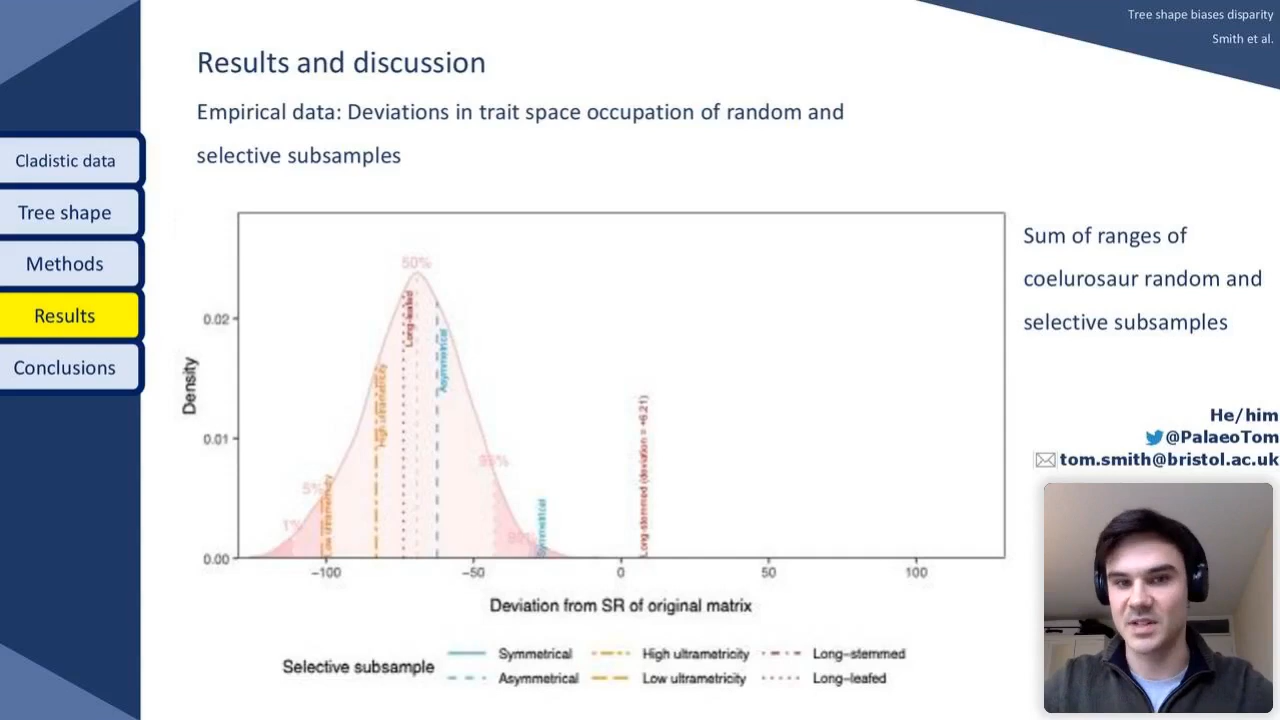 Tree shape biases disparity
Smith et al.
Results and discussion
Empirical data: Deviations in trait space occupation of random and
selective subsamples
Cladistic data
Tree shape
Methods
Results
Conclusions
Sum of ranges of
coelurosaur random and
selective subsamples
He/him
@PalaeoTom
tom.smith@bristol.ac.uk
Density
0.02
0.01
0.00
50%
5%
1%
Low ultrametricity
High ultrametricity
Long-leafed
Asymmetrical
Symmetrical
Long-stemmed (deviation = +6.21)
−100
−50
0
50
100
Deviation from SR of original matrix
Selective subsample
Symmetrical
High ultrametricity
Long-stemmed
Asymmetrical
Low ultrametricity
Long-leafed